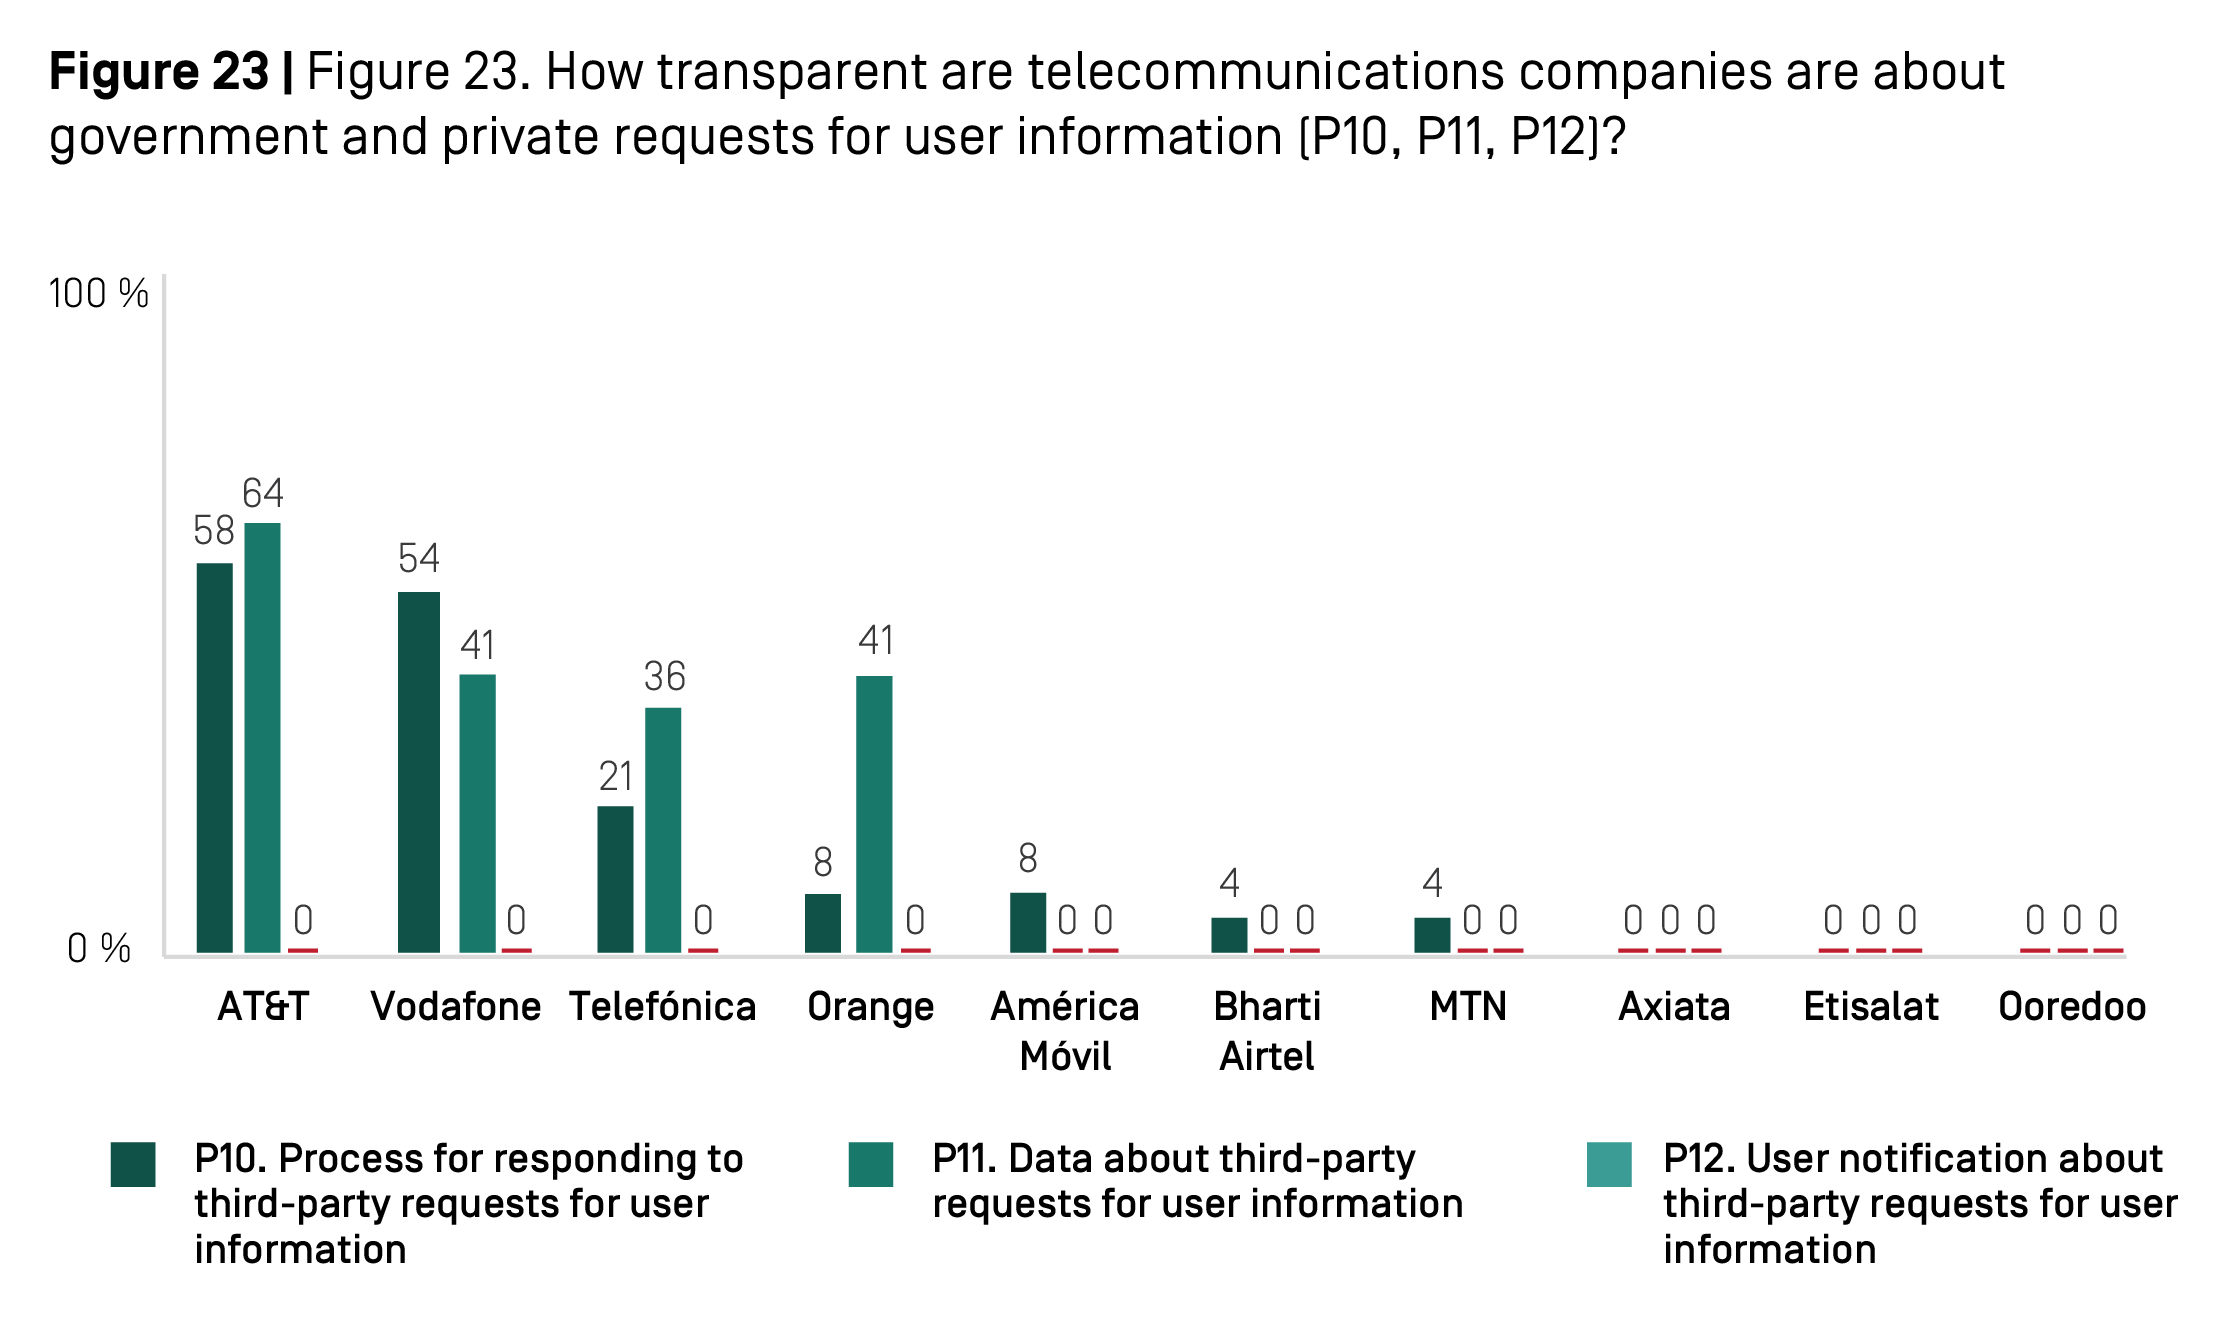 Figure 23 | Figure 23. How transparent are telecommunications companies are about
government and private requests for user information (P10, P11, P12)?
100 %
0 %
58 64 0
54 41 0
21 36 0
8 41 0
8 0 0
4 0 0
4 0 0
0 0 0
0 0 0
0 0 0
AT&T
Vodafone
Telefónica
Orange
América
Móvil
Bharti
Airtel
MTN
Axiata
Etisalat
Ooredoo
P10. Process for responding to
third-party requests for user
information
P11. Data about third-party
requests for user information
P12. User notification about
third-party requests for user
information